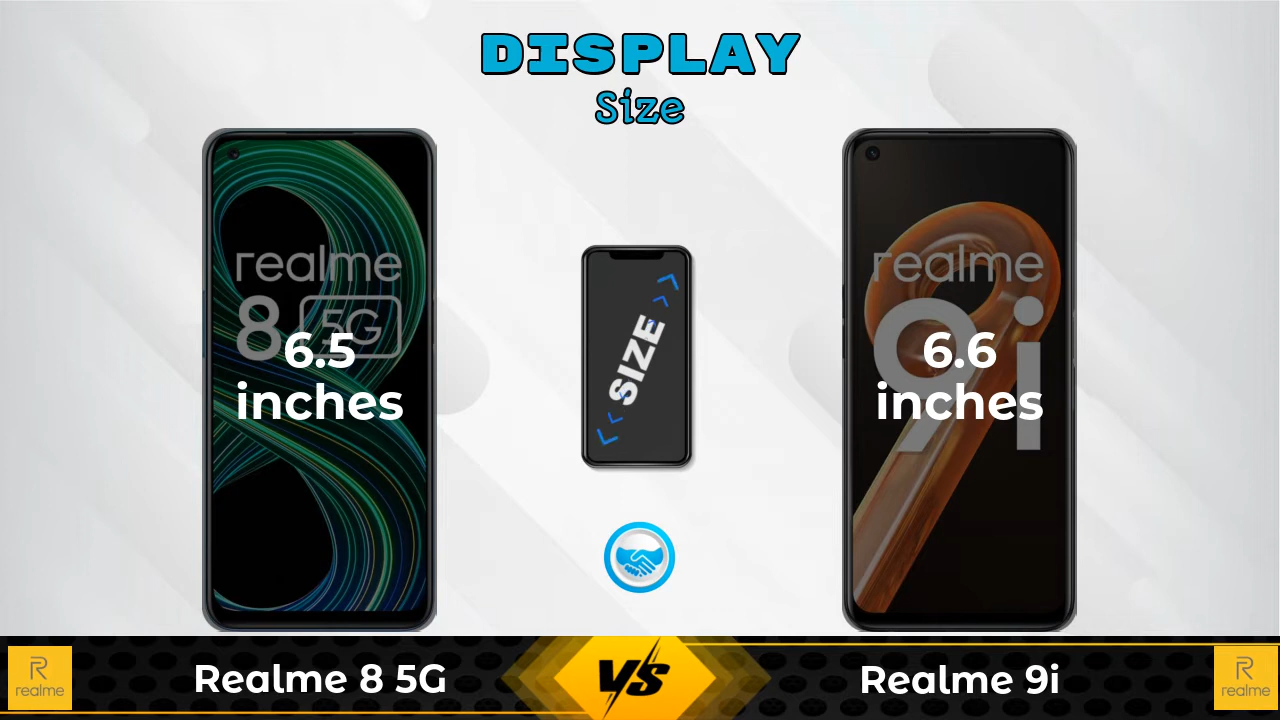 DISPLAY
Size
realme
8 5G
6.5
inches
SIZE
realme
9i
6.6
inches
realme
Realme 8 5G
VS
Realme 9i
realme